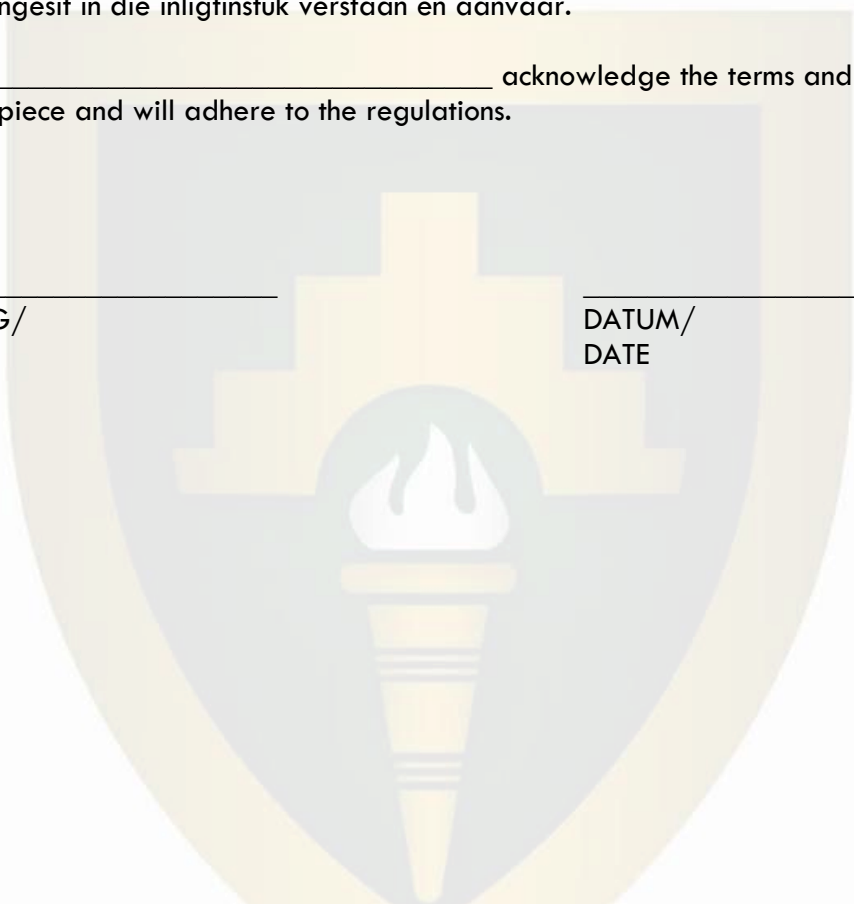 ngesit in die inligtinstuk verstaan en aanvaar.
_____________________________________ acknowledge the terms and
piece and will adhere to the regulations.
G/ DATUM/
DATE